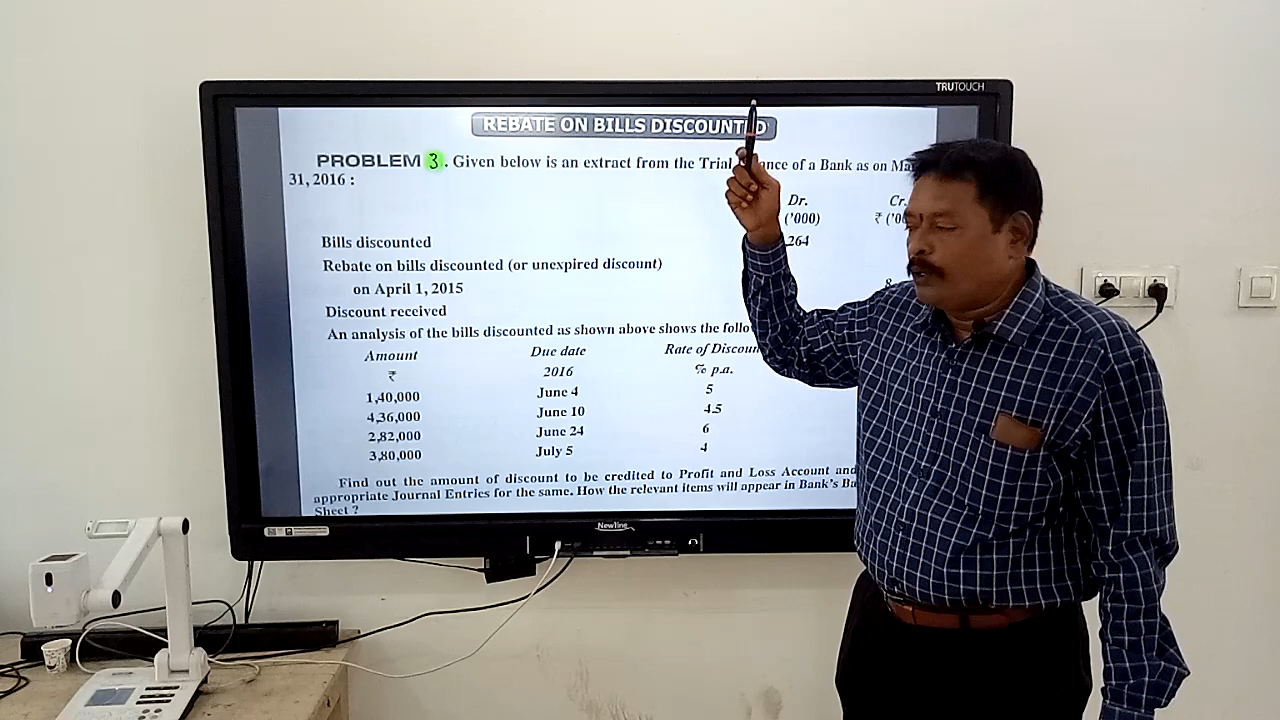 TRUTOUCH
REBATE ON BILLS DISCOUNTED
PROBLEM 3. Given below is an extract from the Trial of a Bank as on
31, 2016 :
Dr. Cr.
('000) ₹
Bills discounted 264
Rebate on bills discounted (or unexpired discount)
on April 1, 2015 8
Discount received
An analysis of the bills discounted as shown above shows the
Amount Due date Rate of
₹ 2016 % p.a.
1,40,000 June 4 5
4,36,000 June 10 4.5
2,82,000 June 24 6
3,80,000 July 5 4
Find out the amount of discount to be credited to Profit and Loss Account and
appropriate Journal Entries for the same. How the relevant items will appear in Bank's
Sheet ?
Newline